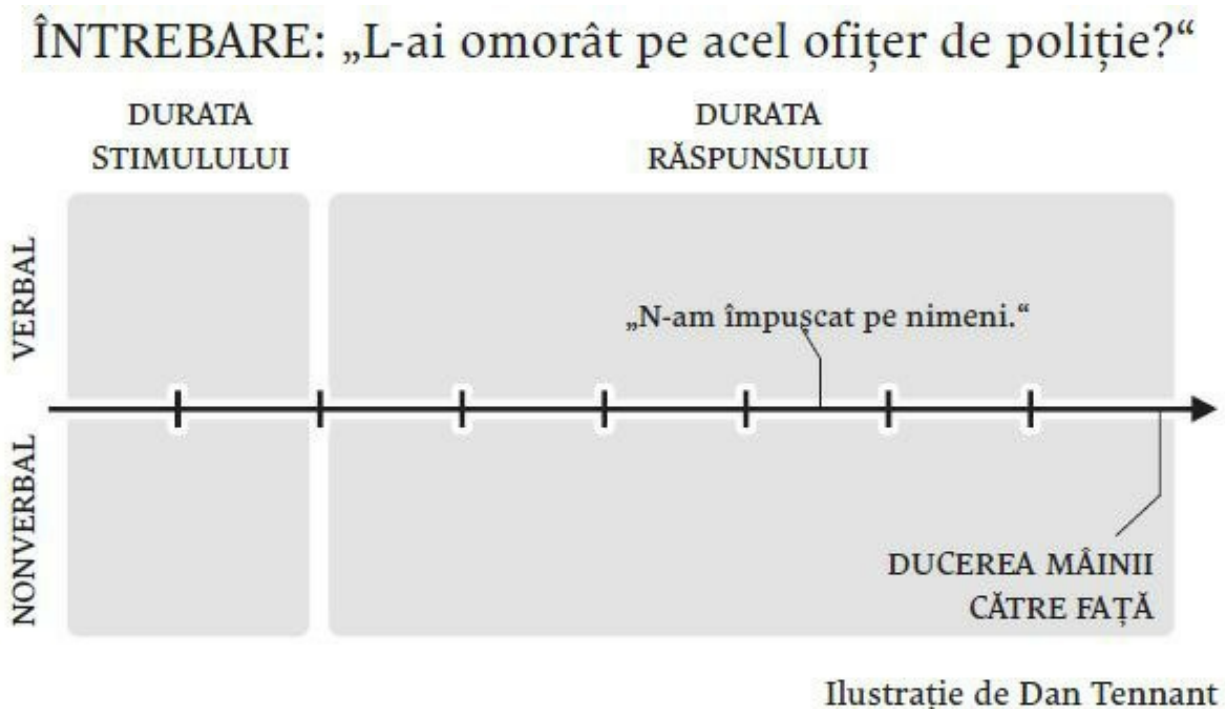 ÎNTREBARE: „L-ai omorât pe acel ofițer de poliție?“
DURATA
STIMULULUI
DURATA
RĂSPUNSULUI
VERBAL
„N-am împușcat pe nimeni.“
NONVERBAL
DUCEREA MÂINII
CĂTRE FAȚĂ
Ilustrație de Dan Tennant